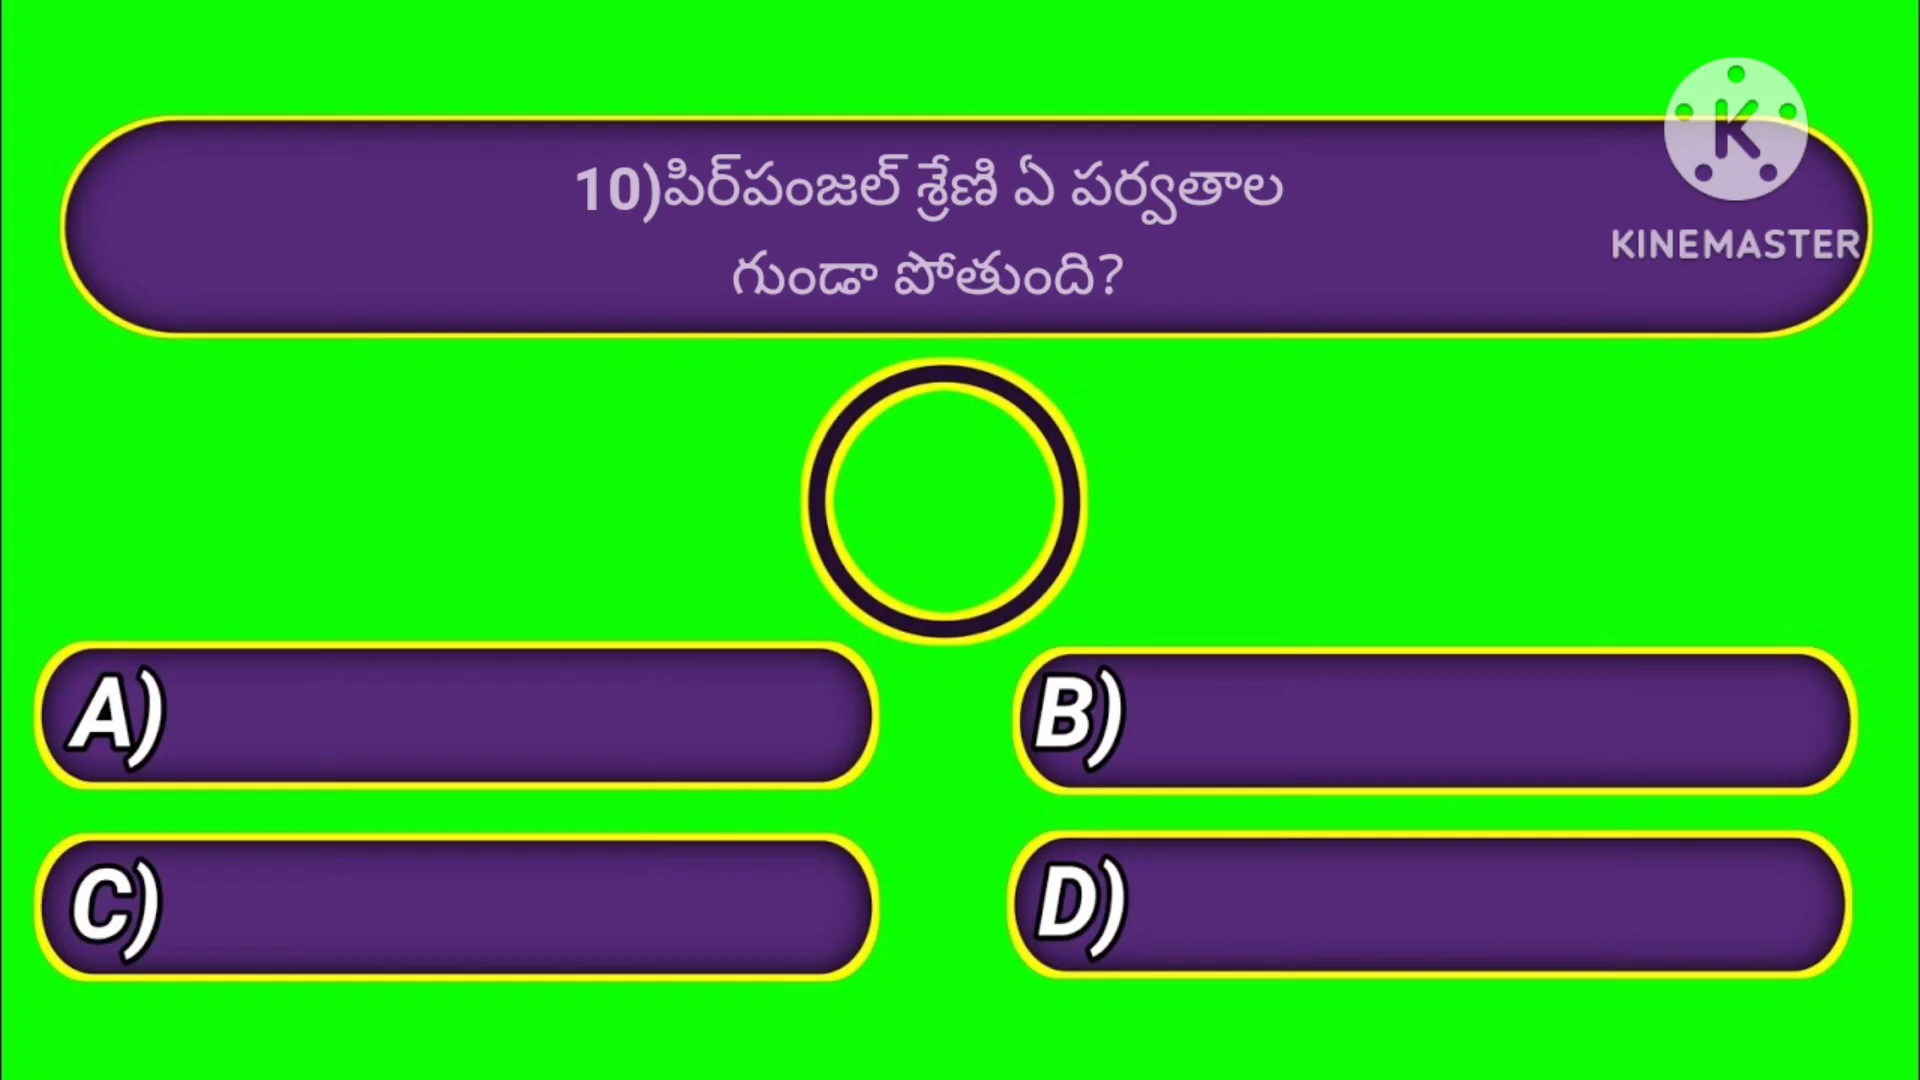 10)పిర్‌పంజల్ శ్రేణి ఏ పర్వతాల
గుండా పోతుంది?
K
KINEMASTER
A)
B)
C)
D)